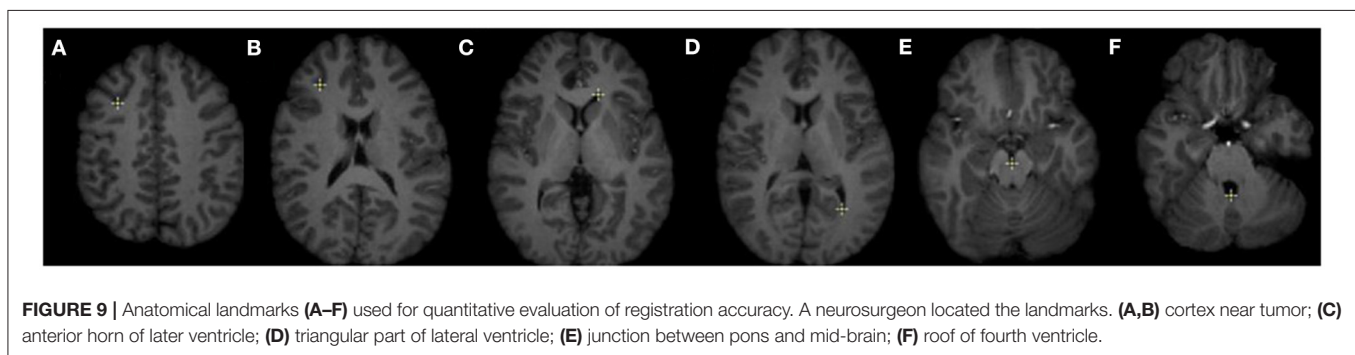 A B C D E F
FIGURE 9 | Anatomical landmarks (A–F) used for quantitative evaluation of registration accuracy. A neurosurgeon located the landmarks. (A,B) cortex near tumor; (C)
anterior horn of later ventricle; (D) triangular part of lateral ventricle; (E) junction between pons and mid-brain; (F) roof of fourth ventricle.